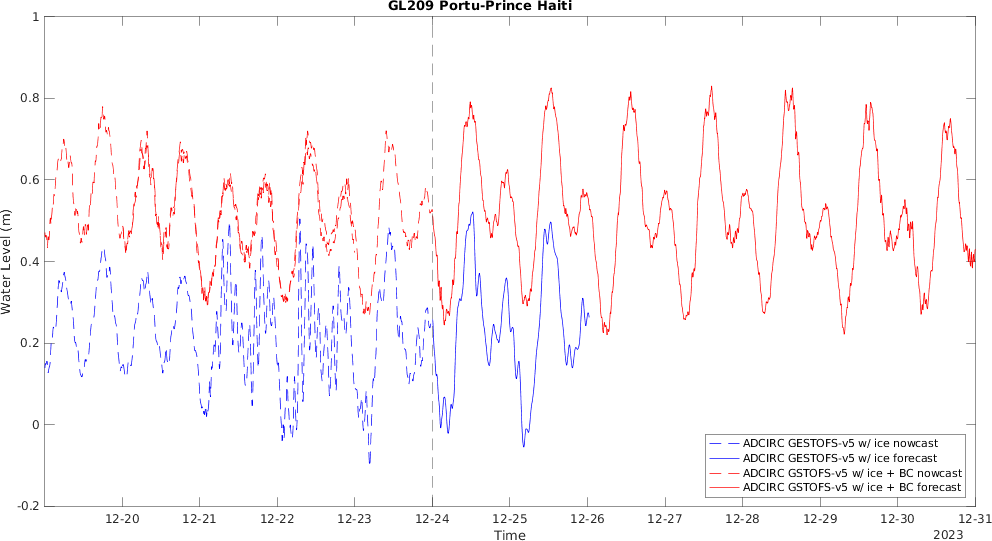 GL209 Portu-Prince Haiti
1
0.8
0.6
0.4
0.2
0
-0.2
Water Level (m)
ADCIRC GESTOFS-v5 w/ ice nowcast
ADCIRC GESTOFS-v5 w/ ice forecast
ADCIRC GSTOFS-v5 w/ ice + BC nowcast
ADCIRC GSTOFS-v5 w/ ice + BC forecast
12-20 12-21 12-22 12-23 12-24 12-25 12-26 12-27 12-28 12-29 12-30 12-31
Time
2023